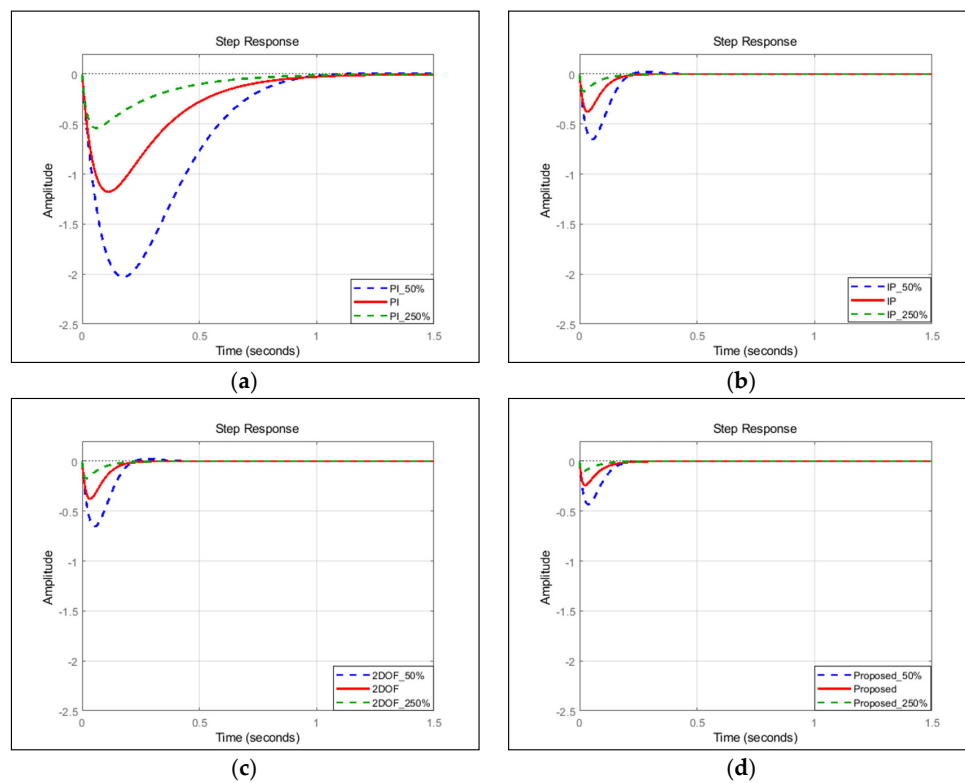 Step Response
0
-0.5
-1
-1.5
-2
-2.5
Amplitude
0
0.5
1
1.5
Time (seconds)
PI_50%
PI
PI_250%
(a)
Step Response
0
-0.5
-1
-1.5
-2
-2.5
Amplitude
0
0.5
1
1.5
Time (seconds)
IP_50%
IP
IP_250%
(b)
Step Response
0
-0.5
-1
-1.5
-2
-2.5
Amplitude
0
0.5
1
1.5
Time (seconds)
2DOF_50%
2DOF
2DOF_250%
(c)
Step Response
0
-0.5
-1
-1.5
-2
-2.5
Amplitude
0
0.5
1
1.5
Time (seconds)
Proposed_50%
Proposed
Proposed_250%
(d)